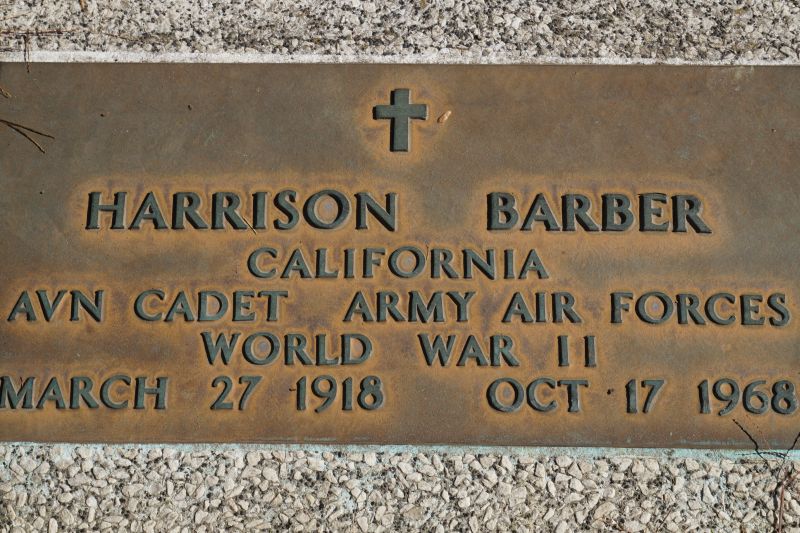 HARRISON BARBER
CALIFORNIA
AVN CADET ARMY AIR FORCES
WORLD WAR II
MARCH 27 1918 OCT 17 1968